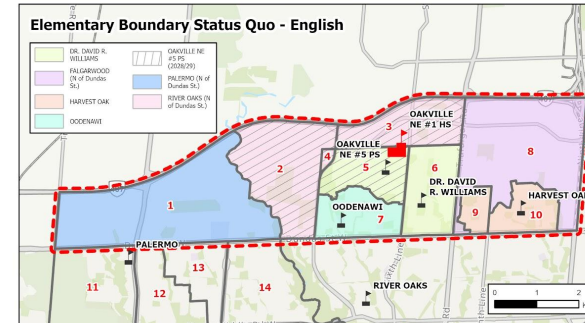 Elementary Boundary Status Quo - English
DR. DAVID R.
WILLIAMS
FALGARWOOD
(N of Dundas
St.)
HARVEST OAK
OODENAWI
OAKVILLE NE
#5 PS
(2028/29)
PALERMO (N of
Dundas St.)
RIVER OAKS (N
of Dundas St.)
OAKVILLE
NE #1 HS
3
OAKVILLE
NE #5 PS
4
8
2
5
6
DR. DAVID
R. WILLIAMS
1
HARVEST OAK
OODENAWI
7
9
10
PALERMO
13
11
14
RIVER OAKS
12
0 1 2